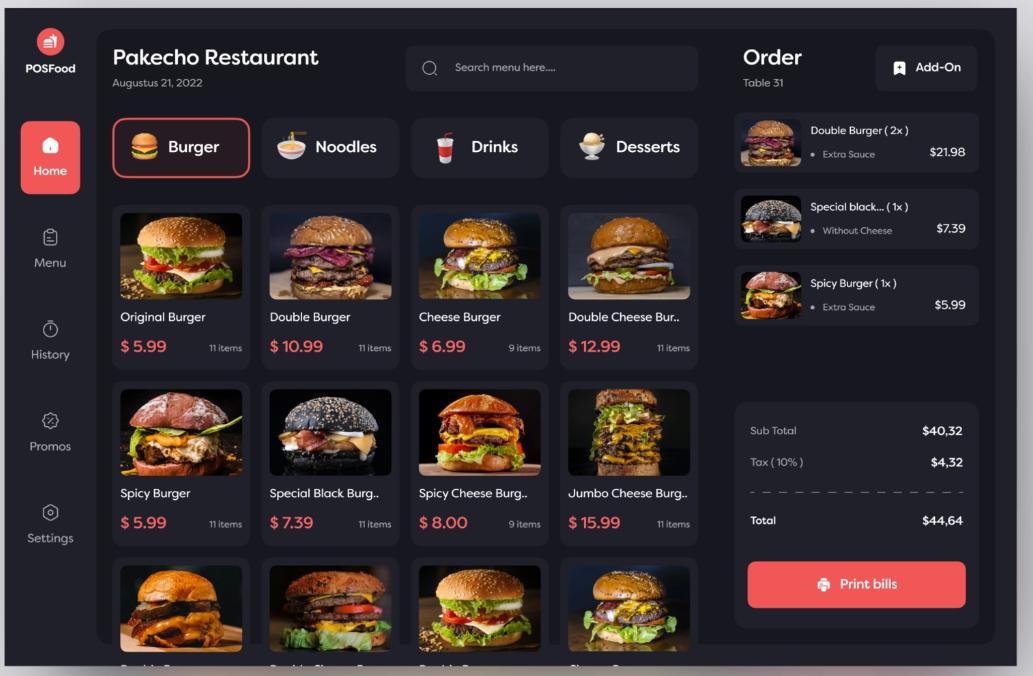 POSFood
Home
Menu
History
Promos
Settings
Pakecho Restaurant
Augustus 21, 2022
Search menu here....
Burger
Noodles
Drinks
Desserts
Original Burger
$ 5.99 11 items
Double Burger
$ 10.99 11 items
Cheese Burger
$ 6.99 9 items
Double Cheese Bur..
$ 12.99 11 items
Spicy Burger
$ 5.99 11 items
Special Black Burg..
$ 7.39 11 items
Spicy Cheese Burg..
$ 8.00 9 items
Jumbo Cheese Burg..
$ 15.99 11 items
Order
Table 31
Add-On
Double Burger ( 2x )
Extra Sauce
$21.98
Special black... ( 1x )
Without Cheese
$7.39
Spicy Burger ( 1x )
Extra Sauce
$5.99
Sub Total $40,32
Tax ( 10% ) $4,32
Total $44,64
Print bills